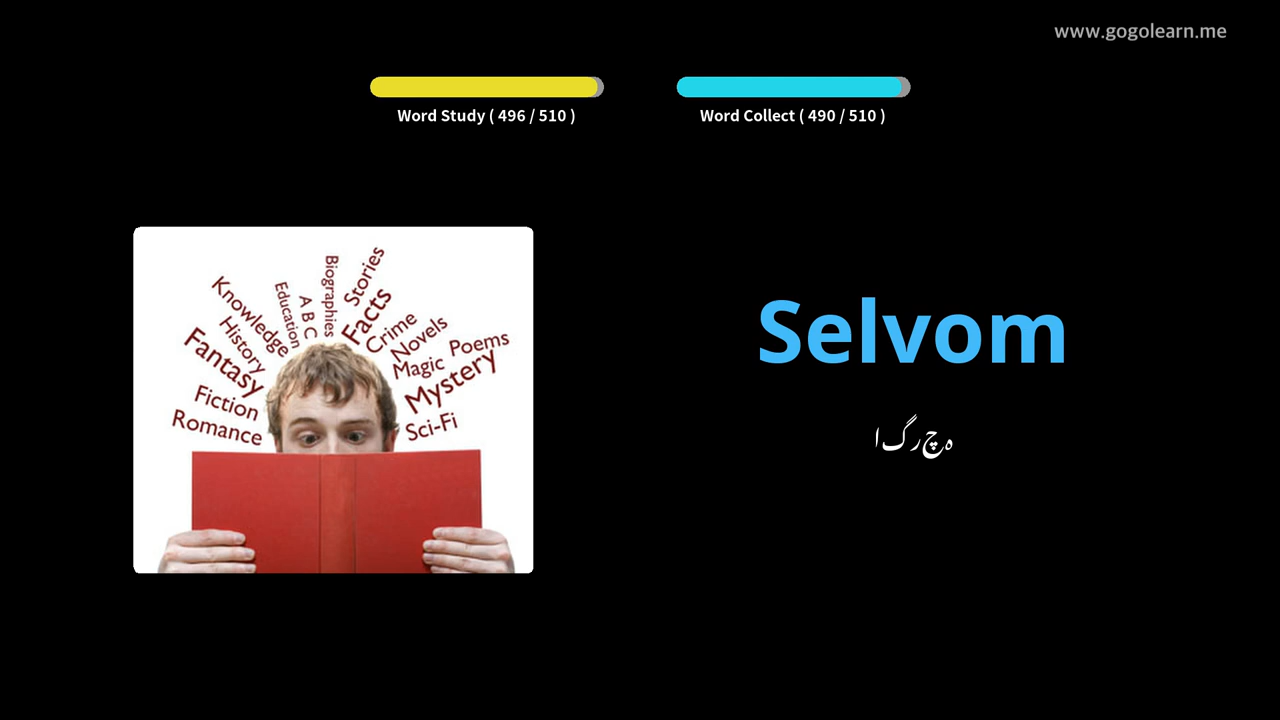 www.gogolearn.me
Word Study ( 496 / 510 )
Word Collect ( 490 / 510 )
Biographies
Stories
Education
A B C
Facts
Knowledge
Crime
History
Novels
Poems
Fantasy
Magic
Mystery
Fiction
Romance
Sci-Fi
Selvom
اگرچہ